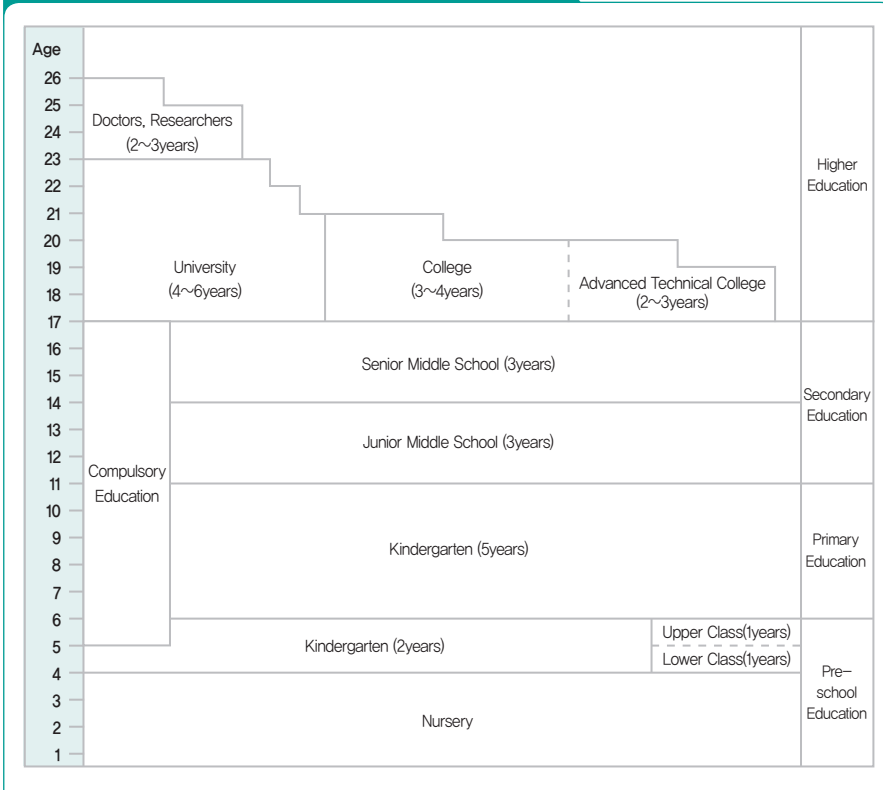 Age
26
25
24
23
22
21
20
19
18
17
16
15
14
13
12
11
10
9
8
7
6
5
4
3
2
1
Doctors, Researchers
(2~3years)
University
(4~6years)
College
(3~4years)
Advanced Technical College
(2~3years)
Higher
Education
Compulsory
Education
Senior Middle School (3years)
Junior Middle School (3years)
Secondary
Education
Kindergarten (5years)
Primary
Education
Kindergarten (2years)
Upper Class(1years)
Lower Class(1years)
Nursery
Pre-
school
Education